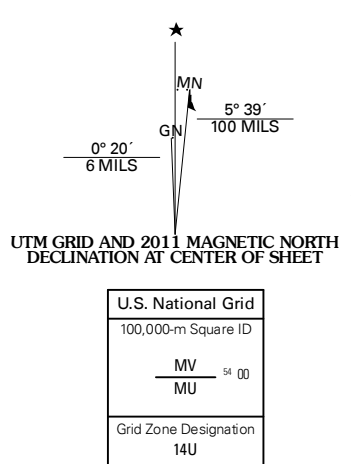 ★
MN
5° 39´
100 MILS
GN
0° 20´
6 MILS
UTM GRID AND 2011 MAGNETIC NORTH
DECLINATION AT CENTER OF SHEET
U.S. National Grid
100,000-m Square ID
MV
54 00
MU
Grid Zone Designation
14U